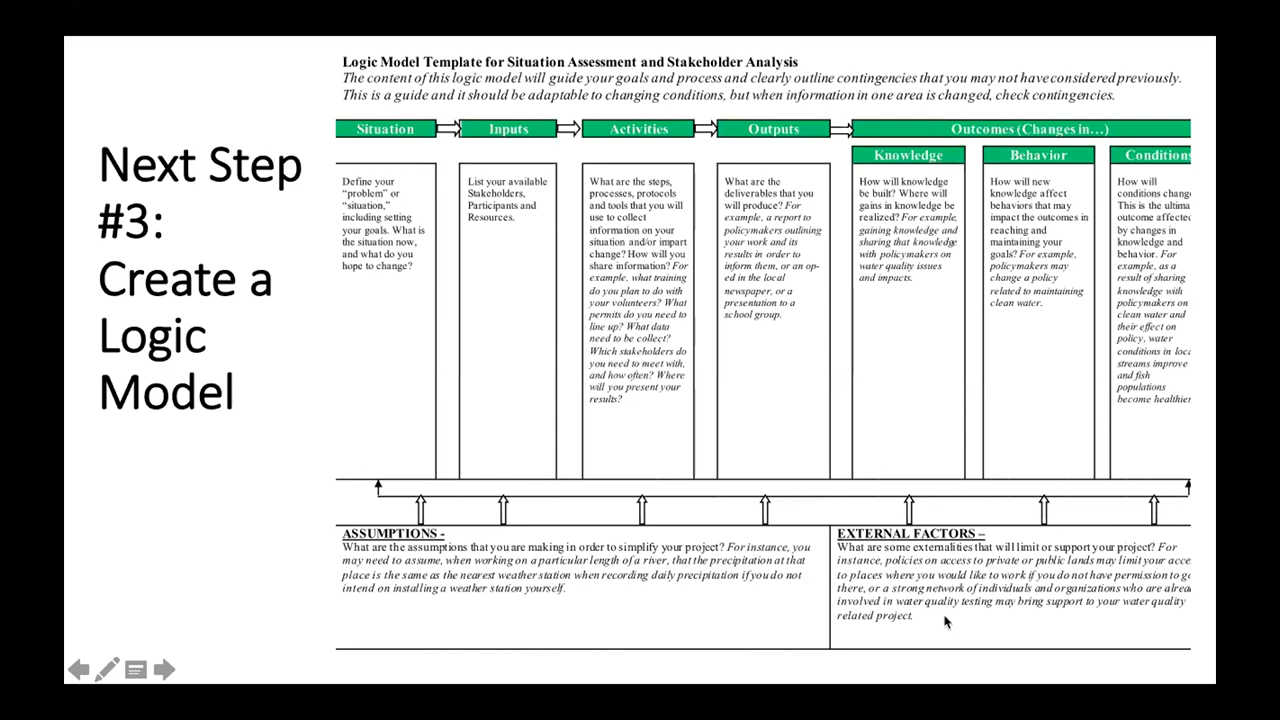 Next Step
#3:
Create a
Logic
Model
Logic Model Template for Situation Assessment and Stakeholder Analysis
The content of this logic model will guide your goals and process and clearly outline contingencies that you may not have considered previously.
This is a guide and it should be adaptable to changing conditions, but when information in one area is changed, check contingencies.
Situation
Inputs
Activities
Outputs
Outcomes (Changes in…)
Knowledge
Behavior
Conditions
Define your
“problem” or
“situation,”
including setting
your goals. What is
the situation now,
and what do you
hope to change?
List your available
Stakeholders,
Participants and
Resources.
What are the steps,
processes, protocols
and tools that you will
use to collect
information on your
situation and/or impart
change? How will you
share information? For
example, what training
do you plan to do with
your volunteers? What
permits do you need to
line up? What data
need to be collect?
Which stakeholders do
you need to meet with,
and how often? Where
will you present your
results?
What are the
deliverables that you
will produce? For
example, a report to
policymakers outlining
your work and its
results in order to
inform them, or an op-
ed in the local
newspaper, or a
presentation to a
school group.
How will knowledge
be built? Where will
gains in knowledge be
realized? For example,
gaining knowledge and
sharing that knowledge
with policymakers on
water quality issues
and impacts.
How will new
knowledge affect
behaviors that may
impact the outcomes in
reaching and
maintaining your
goals? For example,
policymakers may
change a policy
related to maintaining
clean water.
How will
conditions change
This is the ultima
outcome affected
by changes in
knowledge and
behavior. For
example, as a
result of sharing
knowledge with
policymakers on
clean water and
their effect on
policy, water
conditions in loca
streams improve
and fish
populations
become healthier
ASSUMPTIONS -
What are the assumptions that you are making in order to simplify your project? For instance, you
may need to assume, when working on a particular length of a river, that the precipitation at that
place is the same as the nearest weather station when recording daily precipitation if you do not
intend on installing a weather station yourself.
EXTERNAL FACTORS –
What are some externalities that will limit or support your project? For
instance, policies on access to private or public lands may limit your acce
to places where you would like to work if you do not have permission to go
there, or a strong network of individuals and organizations who are alrea
involved in water quality testing may bring support to your water quality
related project.